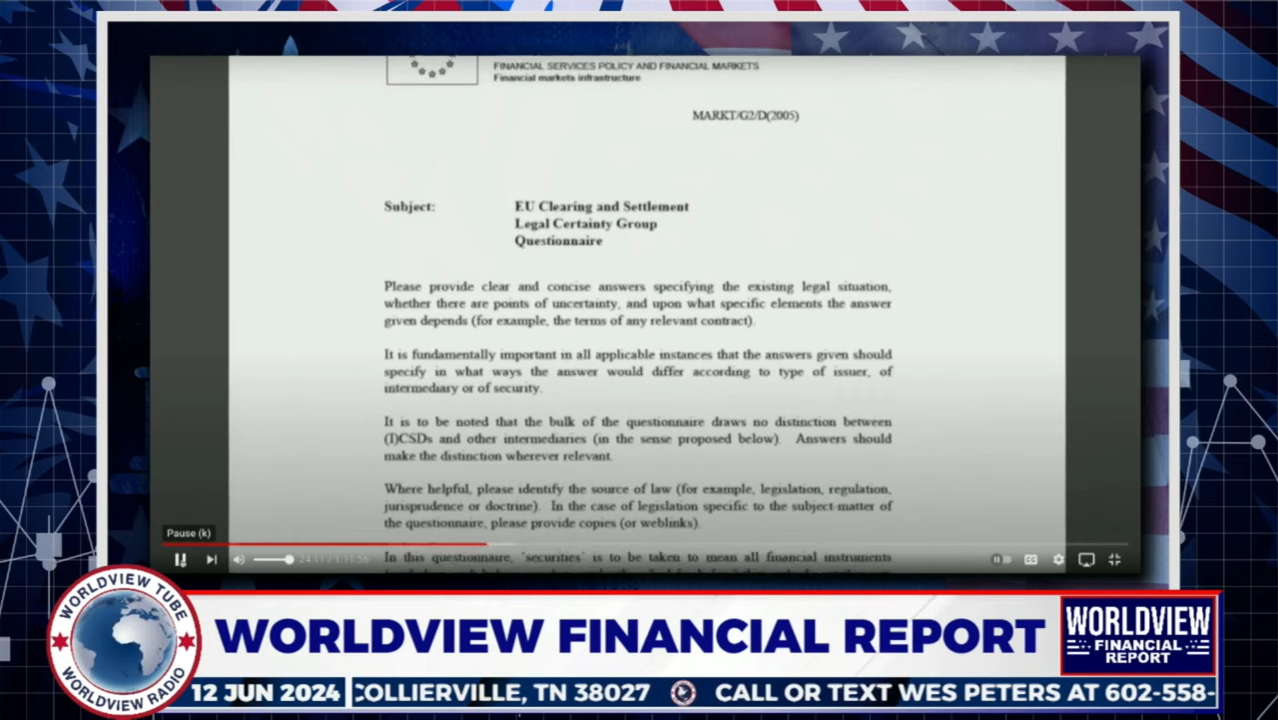 FINANCIAL SERVICES POLICY AND FINANCIAL MARKETS
Financial markets infrastructure
MARKT/G2/D(2005)
Subject:
EU Clearing and Settlement
Legal Certainty Group
Questionnaire
Please provide clear and concise answers specifying the existing legal situation,
whether there are points of uncertainty, and upon what specific elements the answer
given depends (for example, the terms of any relevant contract).
It is fundamentally important in all applicable instances that the answers given should
specify in what ways the answer would differ according to type of issuer, of
intermediary or of security.
It is to be noted that the bulk of the questionnaire draws no distinction between
(I)CSDs and other intermediaries (in the sense proposed below). Answers should
make the distinction wherever relevant.
Where helpful, please identify the source of law (for example, legislation, regulation,
jurisprudence or doctrine). In the case of legislation specific to the subject-matter of
the questionnaire, please provide copies (or weblinks).
In this questionnaire, "securities" is to be taken to mean all financial instruments
Pause (k)
WORLDVIEW TUBE
WORLDVIEW RADIO
WORLDVIEW FINANCIAL REPORT
WORLDVIEW
FINANCIAL
REPORT
12 JUN 2024
COLLIERVILLE, TN 38027 CALL OR TEXT WES PETERS AT 602-558-